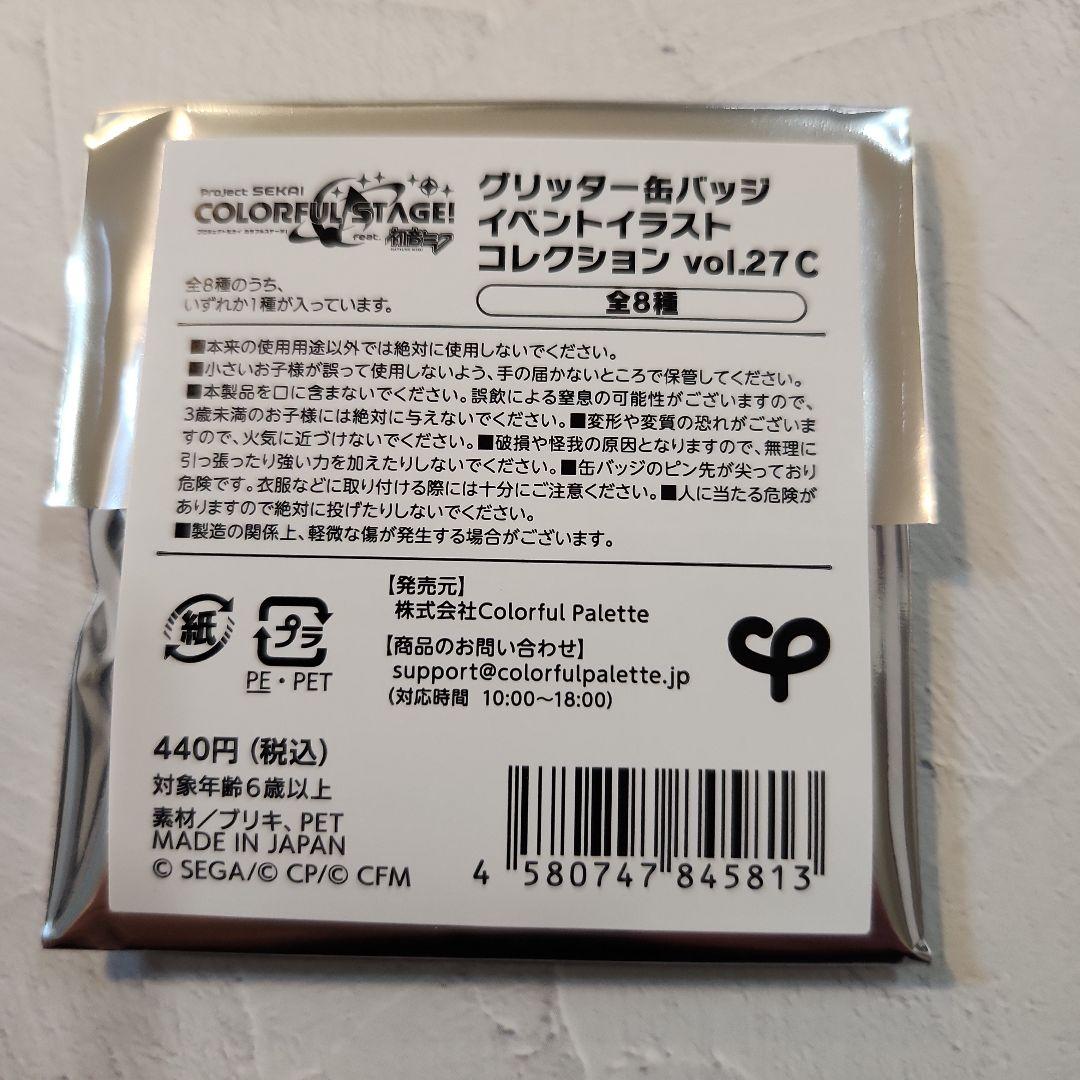 Project SEKAI
COLORFUL STAGE!
プロジェクトセカイ カラフルステージ!
feat. 初音ミク
HATSUNE MIKU
グリッター缶バッジ
イベントイラスト
コレクション vol.27 C
全8種
全8種のうち、
いずれか1種が入っています。
■本来の使用用途以外では絶対に使用しないでください。
■小さいお子様が誤って使用しないよう、手の届かないところで保管してください。
■本製品を口に含まないでください。誤飲による窒息の可能性がございますので、
3歳未満のお子様には絶対に与えないでください。■変形や変質の恐れがございま
すので、火気に近づけないでください。■破損や怪我の原因となりますので、無理に
引っ張ったり強い力を加えたりしないでください。■缶バッジのピン先が尖っており
危険です。衣服などに取り付ける際には十分にご注意ください。■人に当たる危険が
ありますので絶対に投げたりしないでください。
■製造の関係上、軽微な傷が発生する場合がございます。
紙
プラ
PE・PET
【発売元】
株式会社Colorful Palette
【商品のお問い合わせ】
support@colorfulpalette.jp
(対応時間 10:00～18:00)
440円(税込)
対象年齢6歳以上
素材/ブリキ、PET
MADE IN JAPAN
© SEGA/© CP/© CFM
4 580747 845813